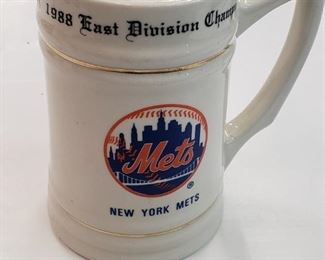 1988 East Division Champ
Mets
®
NEW YORK METS